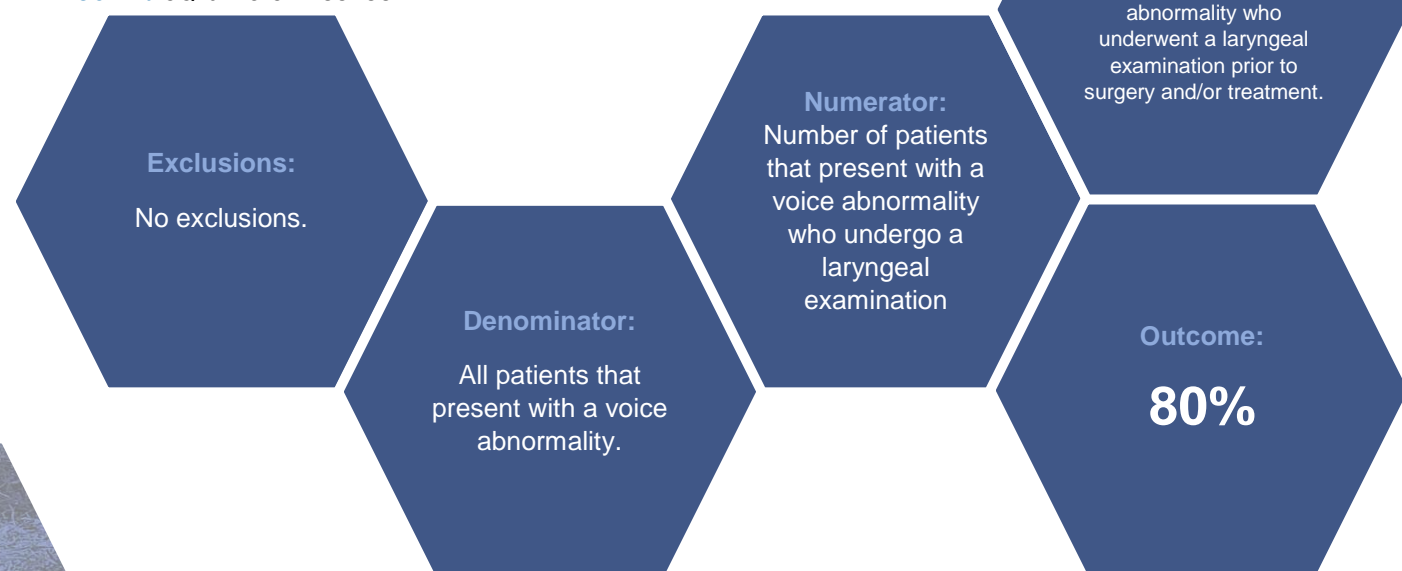 Exclusions:
No exclusions.
Denominator:
All patients that
present with a voice
abnormality.
Numerator:
Number of patients
that present with a
voice abnormality
who undergo a
laryngeal
examination
abnormality who
underwent a laryngeal
examination prior to
surgery and/or treatment.
Outcome:
80%